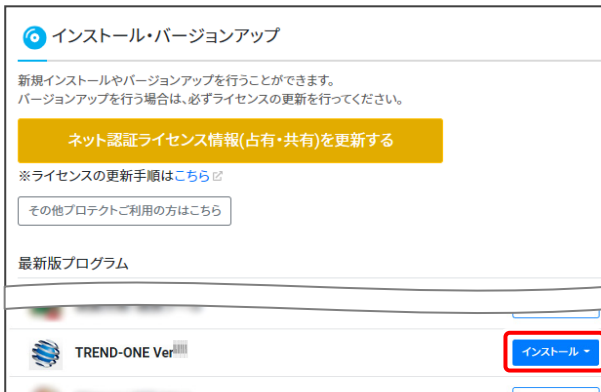 インストール・バージョンアップ
新規インストールやバージョンアップを行うことができます。
バージョンアップを行う場合は、必ずライセンスの更新を行ってください。
ネット認証ライセンス情報(占有・共有)を更新する
※ライセンスの更新手順はこちら
その他プロテクトご利用の方はこちら
最新版プログラム
TREND-ONE Ver
インストール